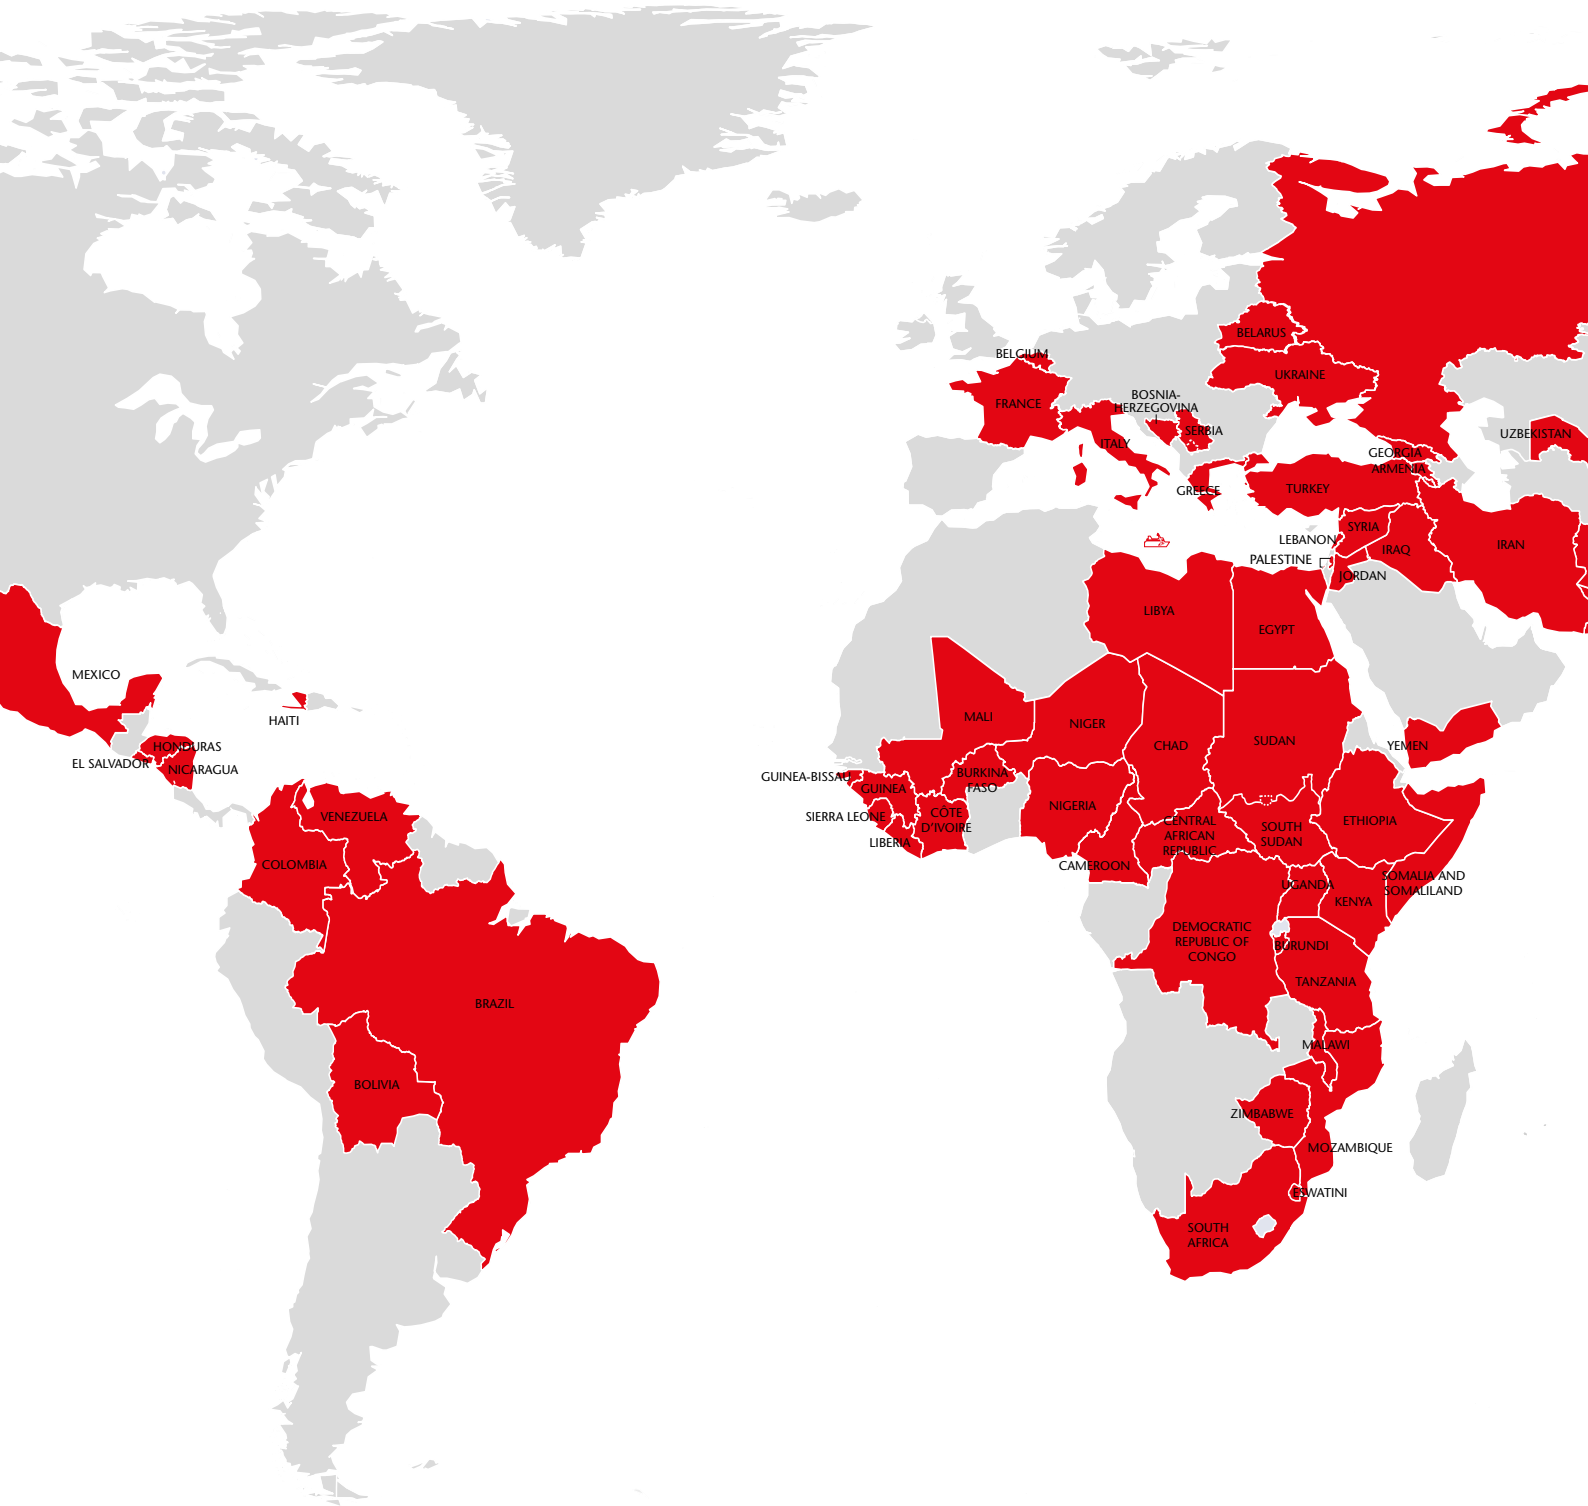 BELARUS
BELGIUM
UKRAINE
FRANCE
BOSNIA-
HERZEGOVINA
SERBIA
ITALY
UZBEKISTAN
GEORGIA
ARMENIA
GREECE
TURKEY
SYRIA
LEBANON
IRAQ
IRAN
PALESTINE
JORDAN
LIBYA
EGYPT
MEXICO
HAITI
HONDURAS
EL SALVADOR
NICARAGUA
MALI
NIGER
CHAD
SUDAN
YEMEN
GUINEA-BISSAU
GUINEA
BURKINA
FASO
SIERRA LEONE
CÔTE
D'IVOIRE
LIBERIA
NIGERIA
CENTRAL
AFRICAN
REPUBLIC
SOUTH
SUDAN
ETHIOPIA
CAMEROON
VENEZUELA
COLOMBIA
UGANDA
KENYA
SOMALIA AND
SOMALILAND
DEMOCRATIC
REPUBLIC OF
CONGO
BURUNDI
TANZANIA
BRAZIL
MALAWI
BOLIVIA
ZIMBABWE
MOZAMBIQUE
ESWATINI
SOUTH
AFRICA